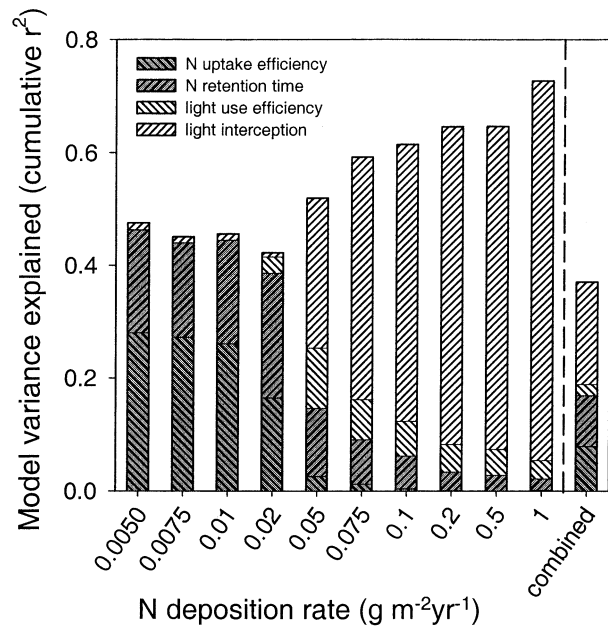 Model variance explained (cumulative r²)
0.8
0.6
0.4
0.2
0.0
N uptake efficiency
N retention time
light use efficiency
light interception
0.0050
0.0075
0.01
0.02
0.05
0.075
0.1
0.2
0.5
1
combined
N deposition rate (g m⁻²yr⁻¹)